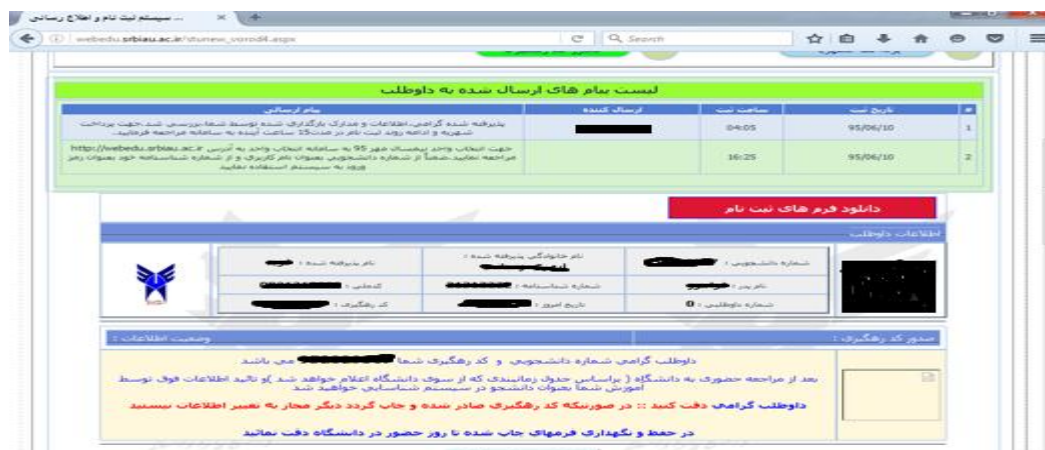 ... سیستم ثبت نام و اطلاع رسانی
webedu.srbiau.ac.ir/stunew_vorod4.aspx
Search
لیست پیام های ارسال شده به داوطلب
# تاریخ ثبت ساعت ثبت ارسال کننده پیام ارسالی
1 95/06/10 04:05 پذیرفته شده گرامی،اطلاعات و مدارک بارگذاری شده توسط شما،بررسی شد.جهت پرداخت
شهریه و ادامه روند ثبت نام در مدت15 ساعت آینده به سامانه مراجعه فرمایید.
2 95/06/10 16:25 جهت انتخاب واحد نیمسال مهر 95 به سامانه انتخاب واحد به آدرس http://webedu.srbiau.ac.ir
مراجعه نمایید.ضمناً از شماره دانشجویی بعنوان نام کاربری و از شماره شناسنامه خود بعنوان رمز
ورود به سیستم استفاده نمایید
دانلود فرم های ثبت نام
اطلاعات داوطلب
شماره دانشجویی : نام خانوادگی پذیرفته شده : نام پذیرفته شده :
نام پدر : شماره شناسنامه : کدملی :
شماره داوطلبی : 0 تاریخ امروز : کد رهگیری :
صدور کد رهگیری : وضعیت اطلاعات :
داوطلب گرامی شماره دانشجویی و کد رهگیری شما می باشد
بعد از مراجعه حضوری به دانشگاه ( براساس جدول زمانبندی که از سوی دانشگاه اعلام خواهد شد )و تائید اطلاعات فوق توسط
آموزش شما بعنوان دانشجو در سیستم شناسایی خواهید شد
داوطلب گرامی دقت کنید :: در صورتیکه کد رهگیری صادر شده و چاپ گردد دیگر مجاز به تغییر اطلاعات نیستید
در حفظ و نگهداری فرمهای چاپ شده تا روز حضور در دانشگاه دقت نمائید